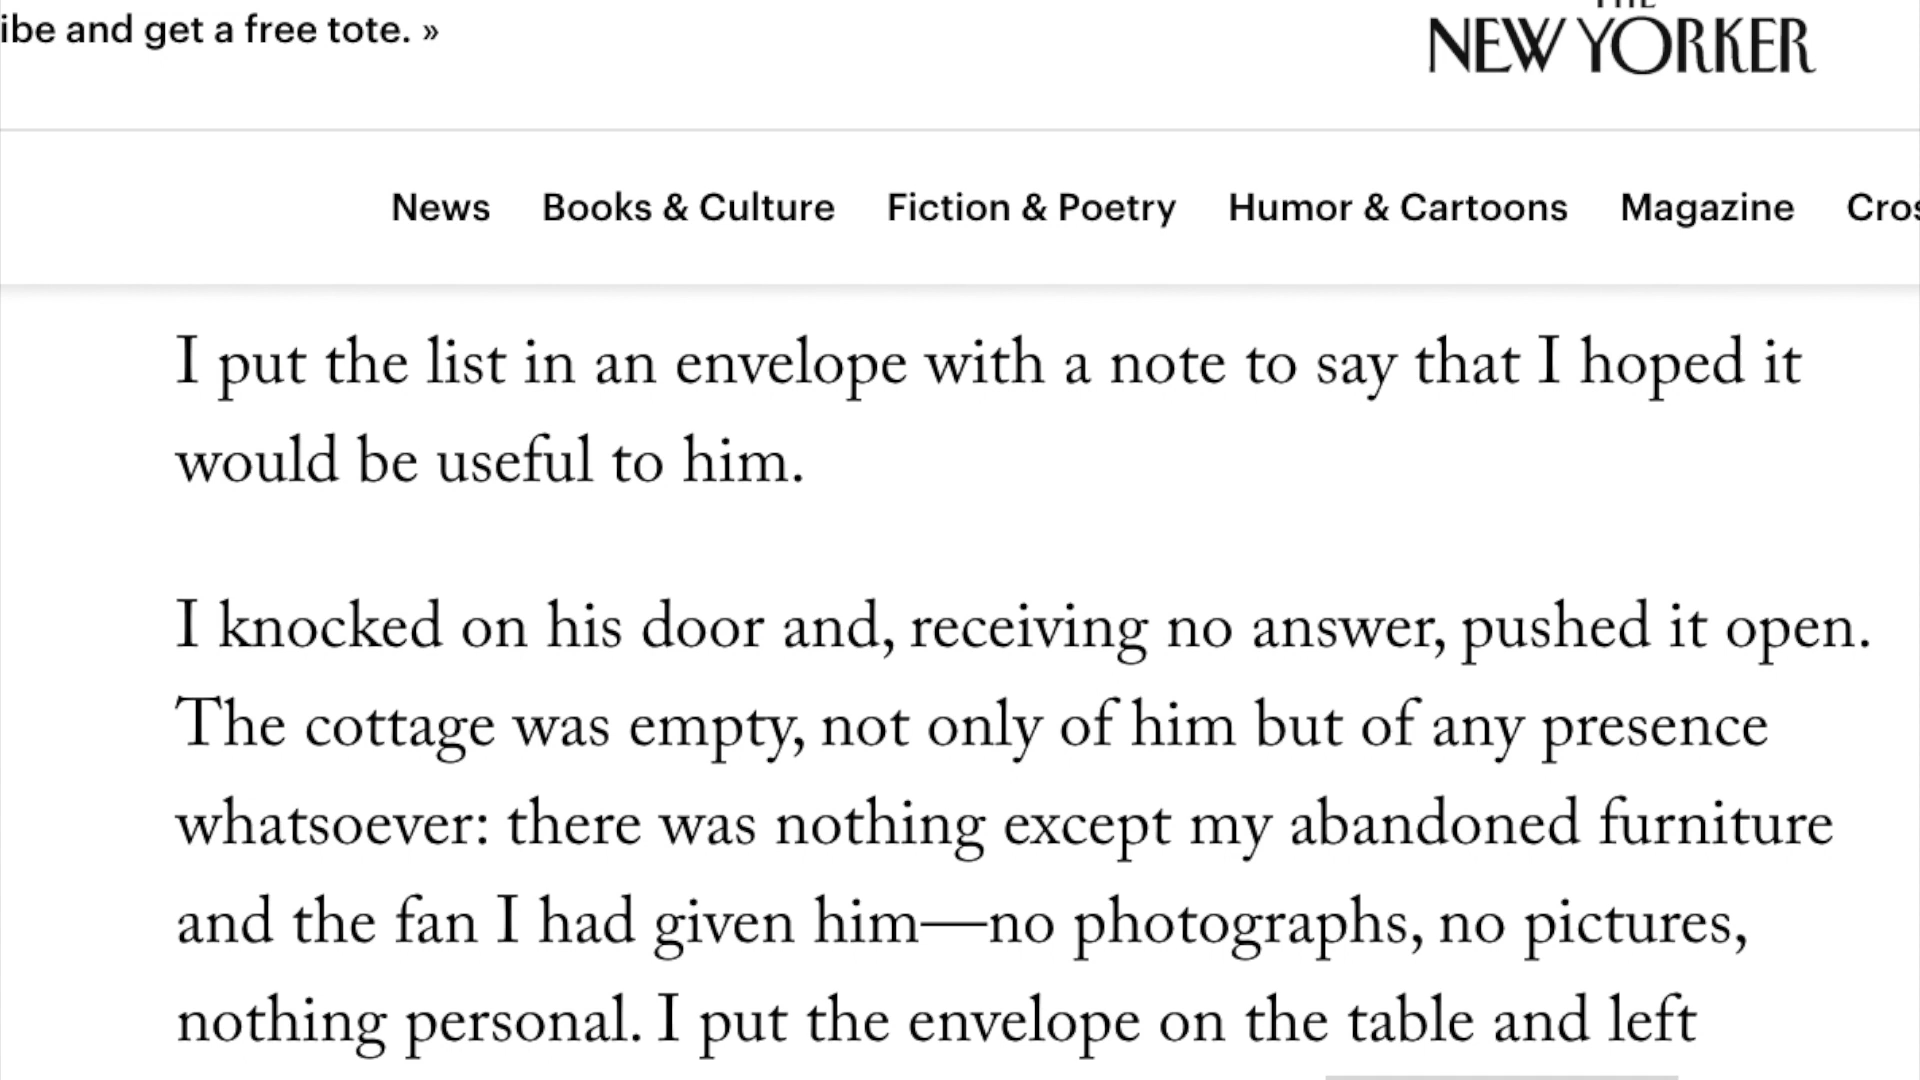 ibe and get a free tote. »
THE
NEW YORKER
News Books & Culture Fiction & Poetry Humor & Cartoons Magazine Cros
I put the list in an envelope with a note to say that I hoped it
would be useful to him.
I knocked on his door and, receiving no answer, pushed it open.
The cottage was empty, not only of him but of any presence
whatsoever: there was nothing except my abandoned furniture
and the fan I had given him—no photographs, no pictures,
nothing personal. I put the envelope on the table and left